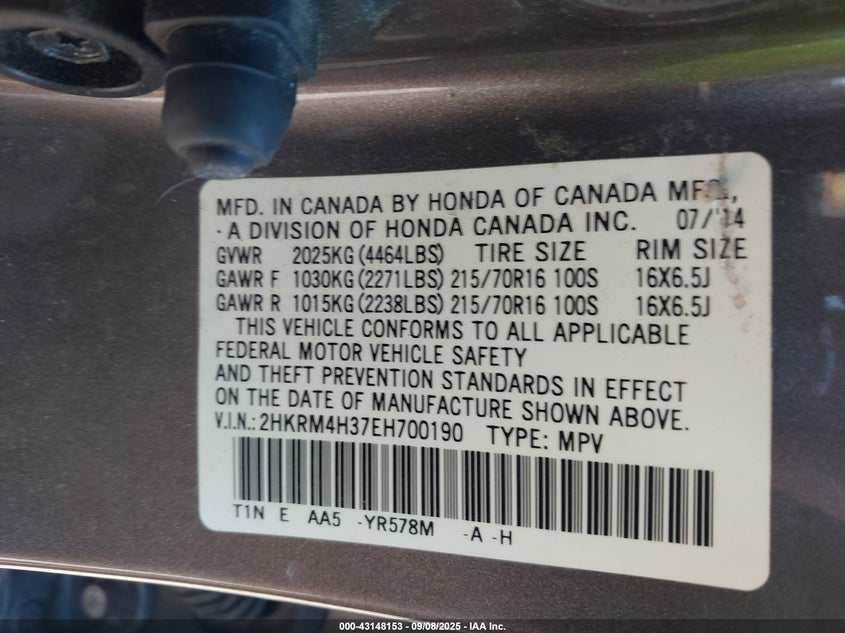 MFD. IN CANADA BY HONDA OF CANADA MFG.,
- A DIVISION OF HONDA CANADA INC. 07/14
GVWR 2025KG(4464LBS) TIRE SIZE RIM SIZE
GAWR F 1030KG(2271LBS) 215/70R16 100S 16X6.5J
GAWR R 1015KG(2238LBS) 215/70R16 100S 16X6.5J
THIS VEHICLE CONFORMS TO ALL APPLICABLE
FEDERAL MOTOR VEHICLE SAFETY
AND THEFT PREVENTION STANDARDS IN EFFECT
ON THE DATE OF MANUFACTURE SHOWN ABOVE.
V.I.N.: 2HKRM4H37EH700190 TYPE: MPV
T1N E AA5 -YR578M -A -H
000-43148153 - 09/08/2025 - IAA Inc.